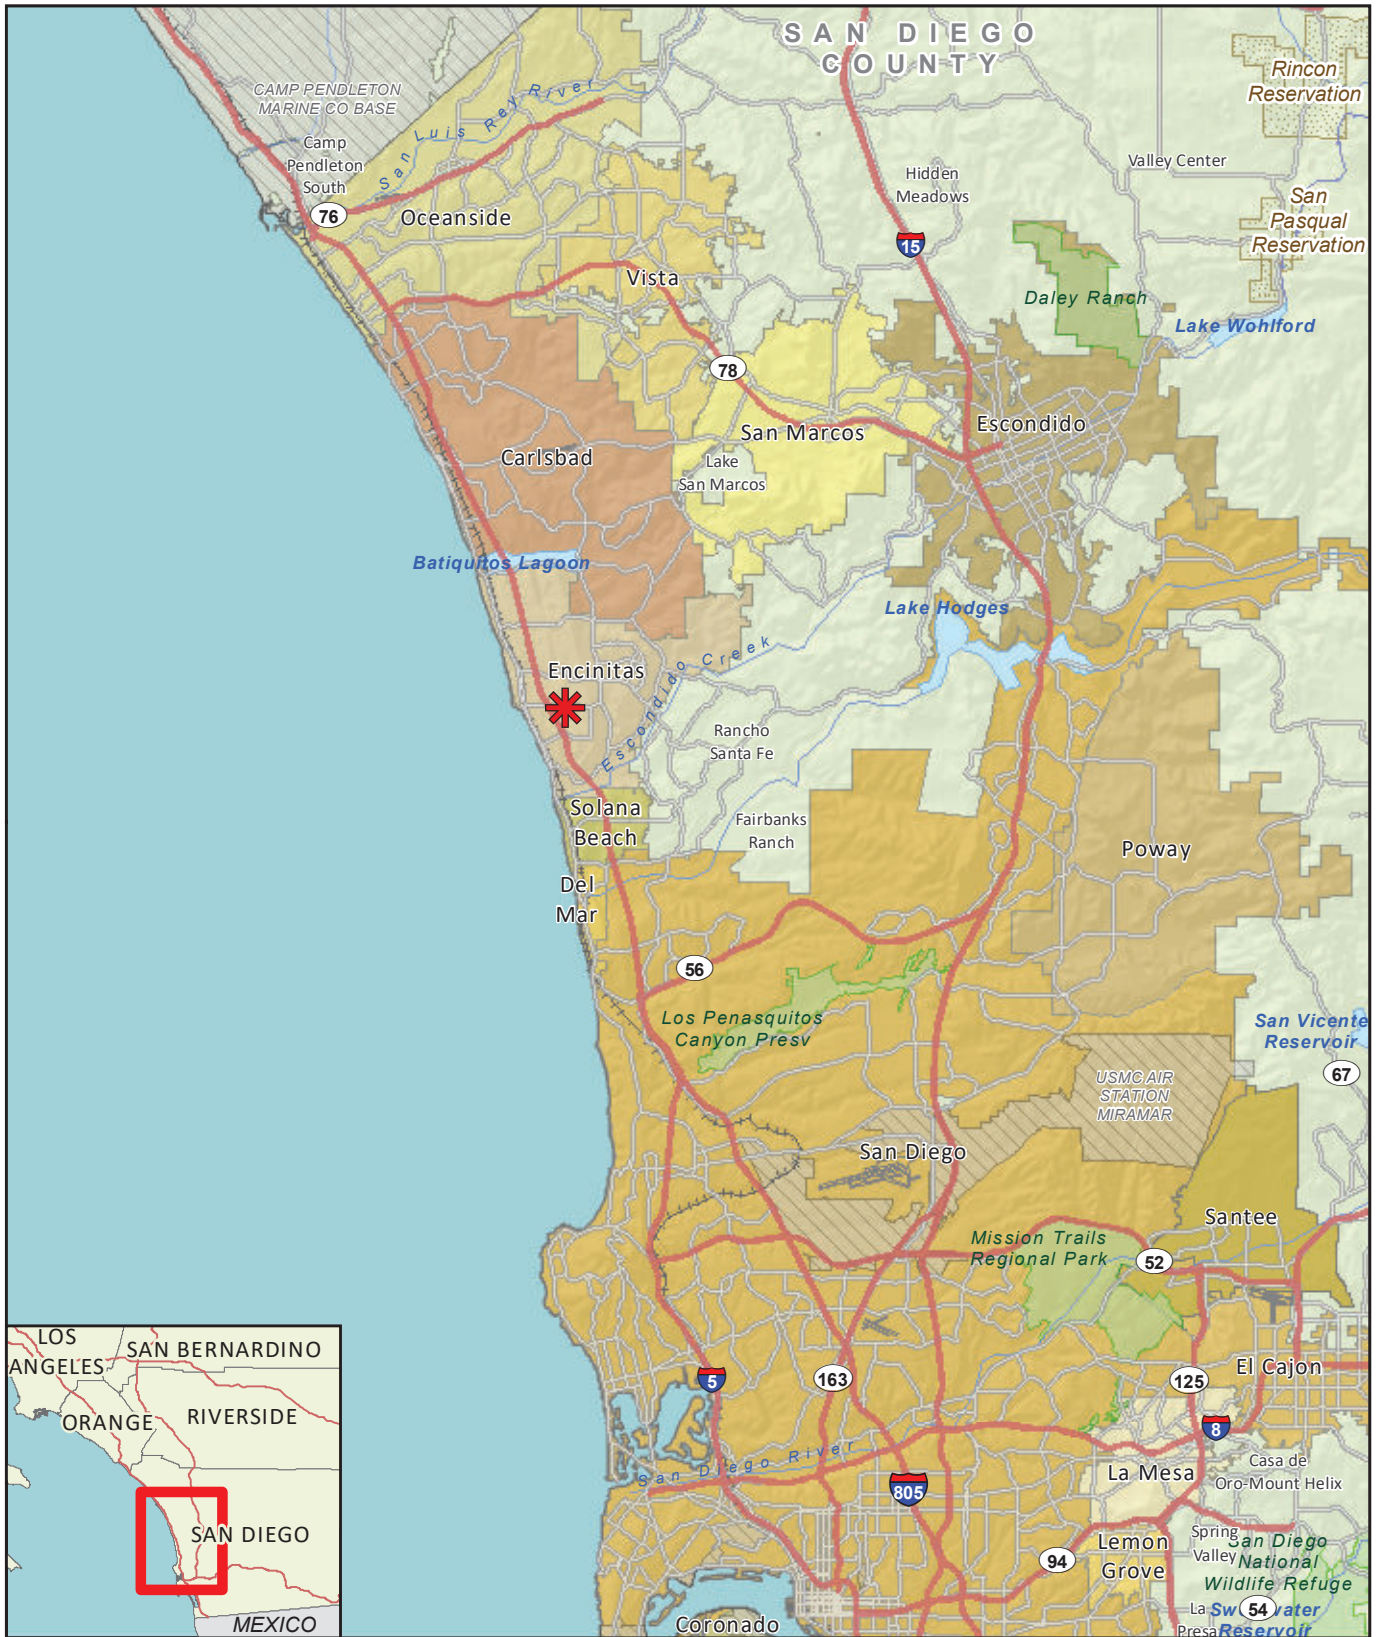 SAN DIEGO
COUNTY
Rincon
Reservation
CAMP PENDLETON
MARINE CO BASE
San Luis Rey River
Camp
Pendleton
South
Valley Center
Hidden
Meadows
San
Pasqual
Reservation
76
Oceanside
15
Vista
Daley Ranch
Lake Wohlford
78
San Marcos
Escondido
Carlsbad
Lake
San Marcos
Batiquitos Lagoon
Lake Hodges
Encinitas
Escondido Creek
Rancho
Santa Fe
Solana
Beach
Fairbanks
Ranch
Poway
Del
Mar
56
Los Penasquitos
Canyon Presv
San Vicente
Reservoir
67
USMC AIR
STATION
MIRAMAR
San Diego
Santee
Mission Trails
Regional Park
52
El Cajon
5
163
125
8
San Diego River
La Mesa
Casa de
Oro-Mount Helix
805
94
Lemon
Grove
Spring
Valley
San Diego
National
Wildlife Refuge
La
Presa
54
Sweetwater
Reservoir
Coronado
LOS
ANGELES
SAN BERNARDINO
ORANGE
RIVERSIDE
SAN DIEGO
MEXICO